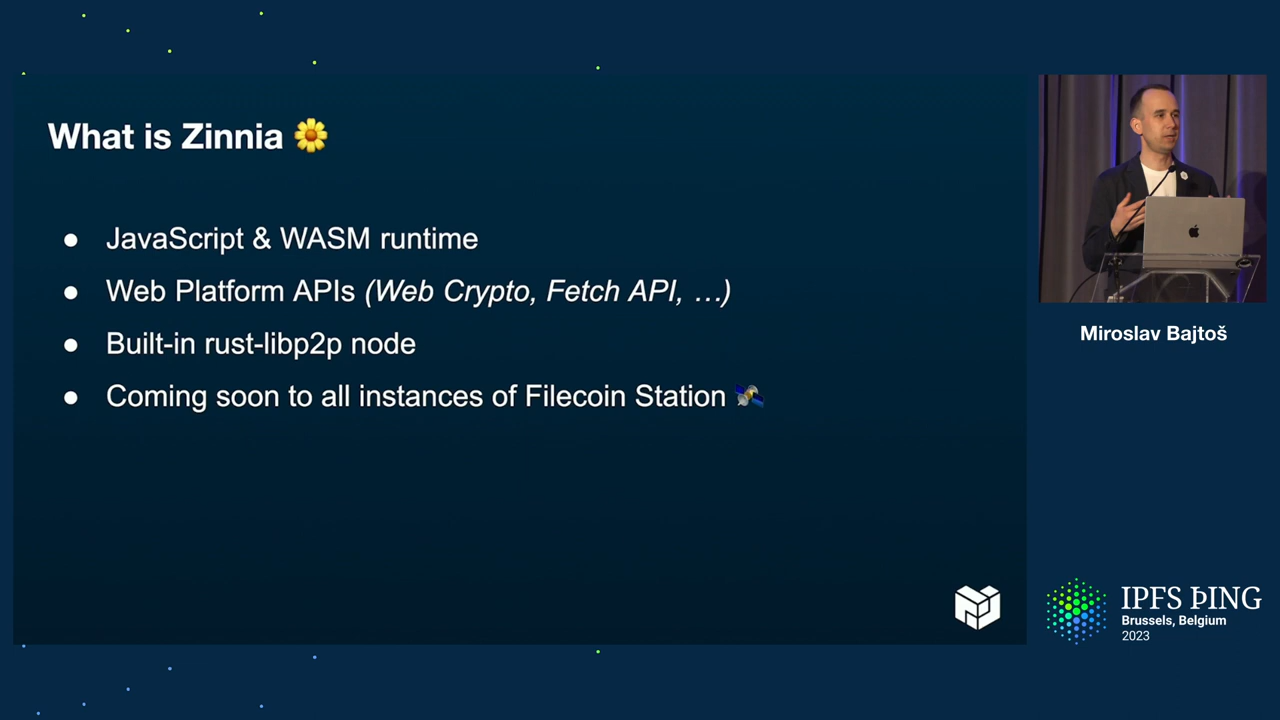 What is Zinnia 🌼
● JavaScript & WASM runtime
● Web Platform APIs (Web Crypto, Fetch API, …)
● Built-in rust-libp2p node
● Coming soon to all instances of Filecoin Station 🛰️
Miroslav Bajtoš
IPFS ÞING
Brussels, Belgium
2023